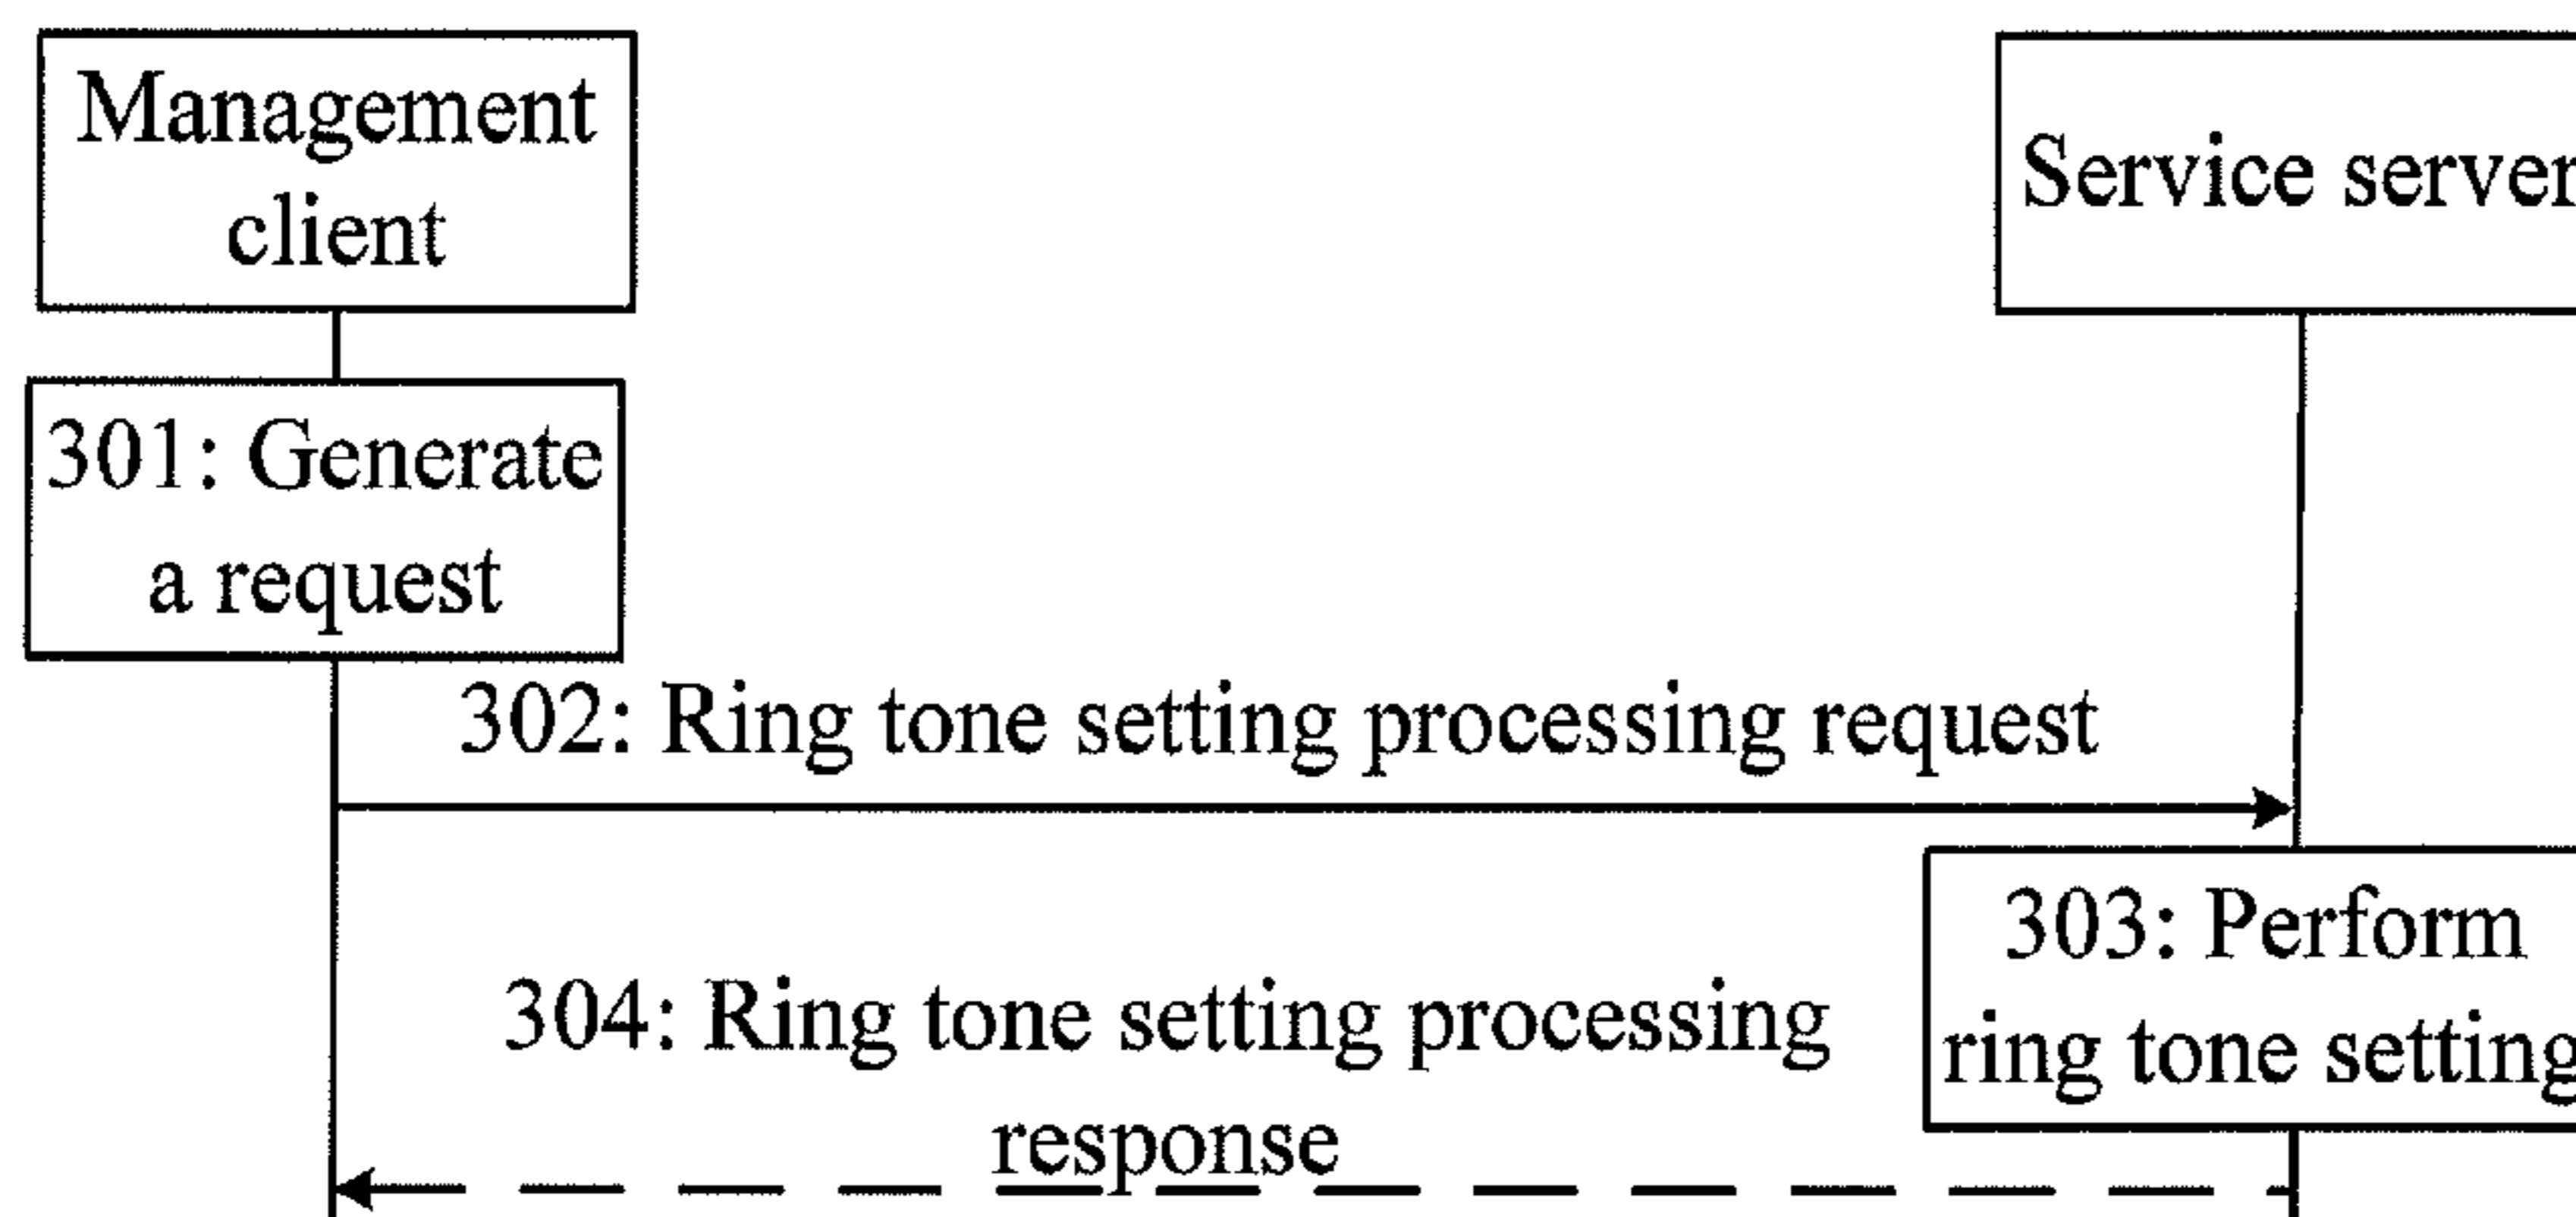 Management
client
Service server
301: Generate
a request
302: Ring tone setting processing request
303: Perform
ring tone setting
304: Ring tone setting processing
response